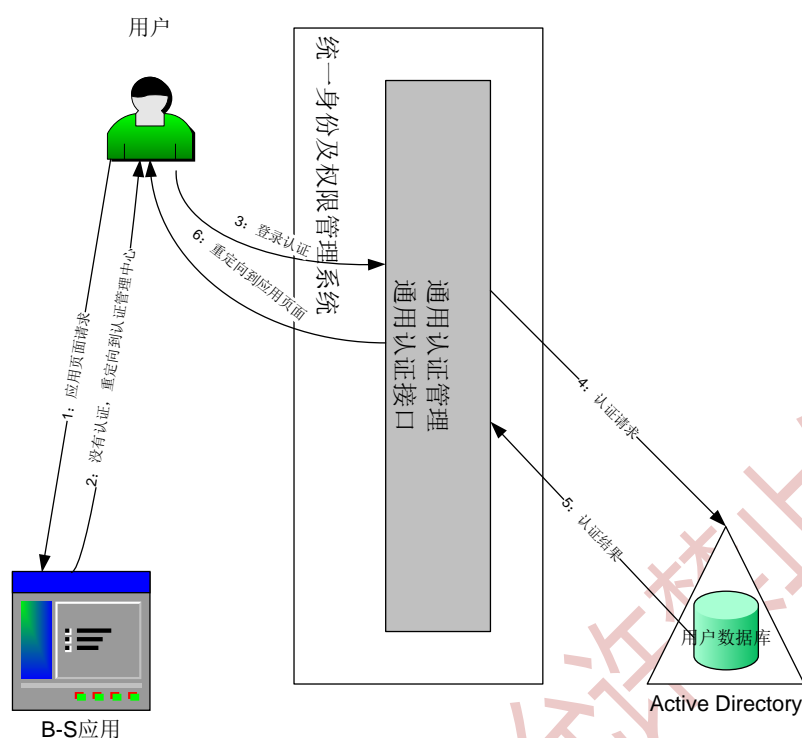 用户
统一身份及权限管理系统
3：登录认证
6：重定向到应用页面
通用认证管理
通用认证接口
1：应用页面请求
2：没有认证，重定向到认证管理中心
4：认证请求
5：认证结果
用户数据库
Active Directory
B-S应用